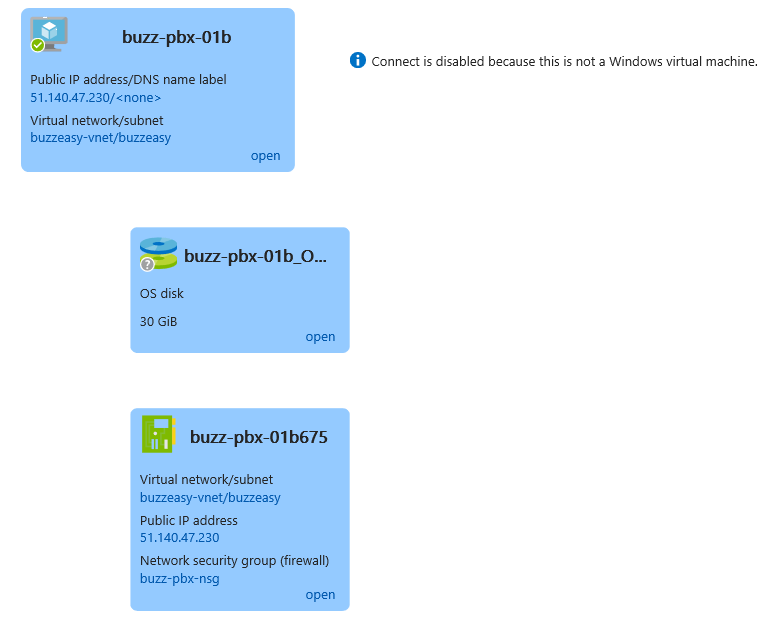 buzz-pbx-01b
Connect is disabled because this is not a Windows virtual machine.
Public IP address/DNS name label
51.140.47.230/<none>
Virtual network/subnet
buzzeasy-vnet/buzzeasy
open
buzz-pbx-01b_O...
OS disk
30 GiB
open
buzz-pbx-01b675
Virtual network/subnet
buzzeasy-vnet/buzzeasy
Public IP address
51.140.47.230
Network security group (firewall)
buzz-pbx-nsg
open